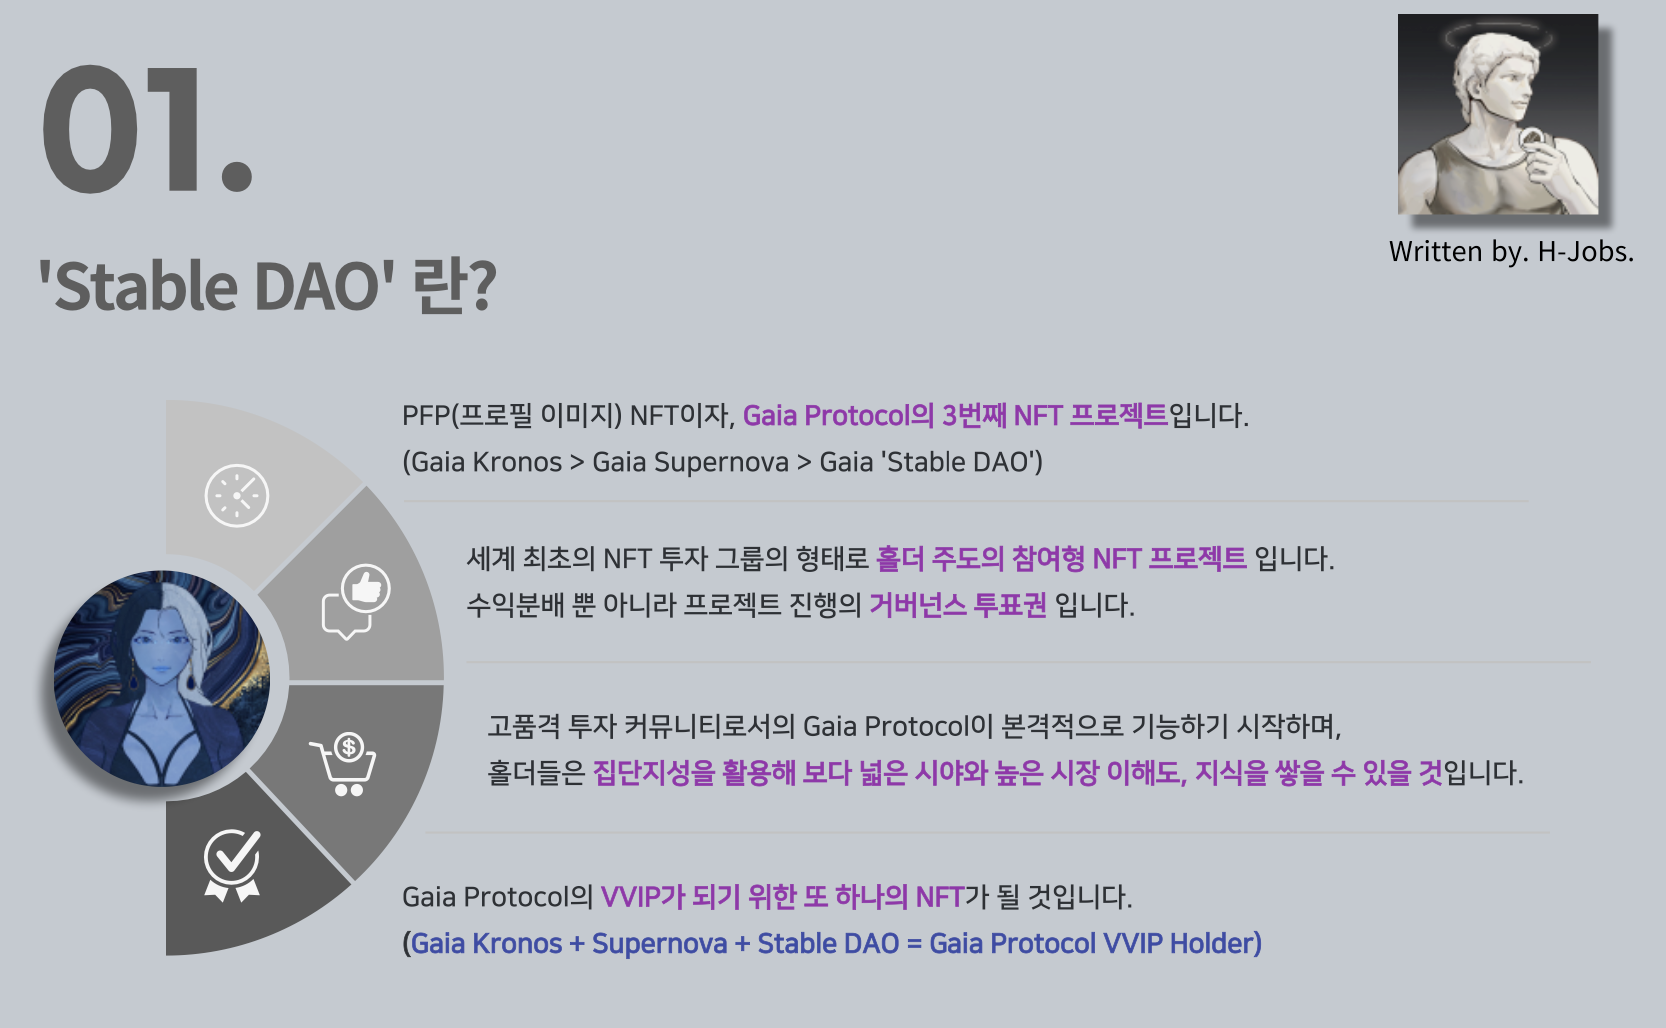 01.
Written by. H-Jobs.
'Stable DAO' 란?
PFP(프로필 이미지) NFT이자, Gaia Protocol의 3번째 NFT 프로젝트입니다.
(Gaia Kronos > Gaia Supernova > Gaia 'Stable DAO')
세계 최초의 NFT 투자 그룹의 형태로 홀더 주도의 참여형 NFT 프로젝트 입니다.
수익분배 뿐 아니라 프로젝트 진행의 거버넌스 투표권 입니다.
고품격 투자 커뮤니티로서의 Gaia Protocol이 본격적으로 기능하기 시작하며,
홀더들은 집단지성을 활용해 보다 넓은 시야와 높은 시장 이해도, 지식을 쌓을 수 있을 것입니다.
Gaia Protocol의 VVIP가 되기 위한 또 하나의 NFT가 될 것입니다.
(Gaia Kronos + Supernova + Stable DAO = Gaia Protocol VVIP Holder)
$